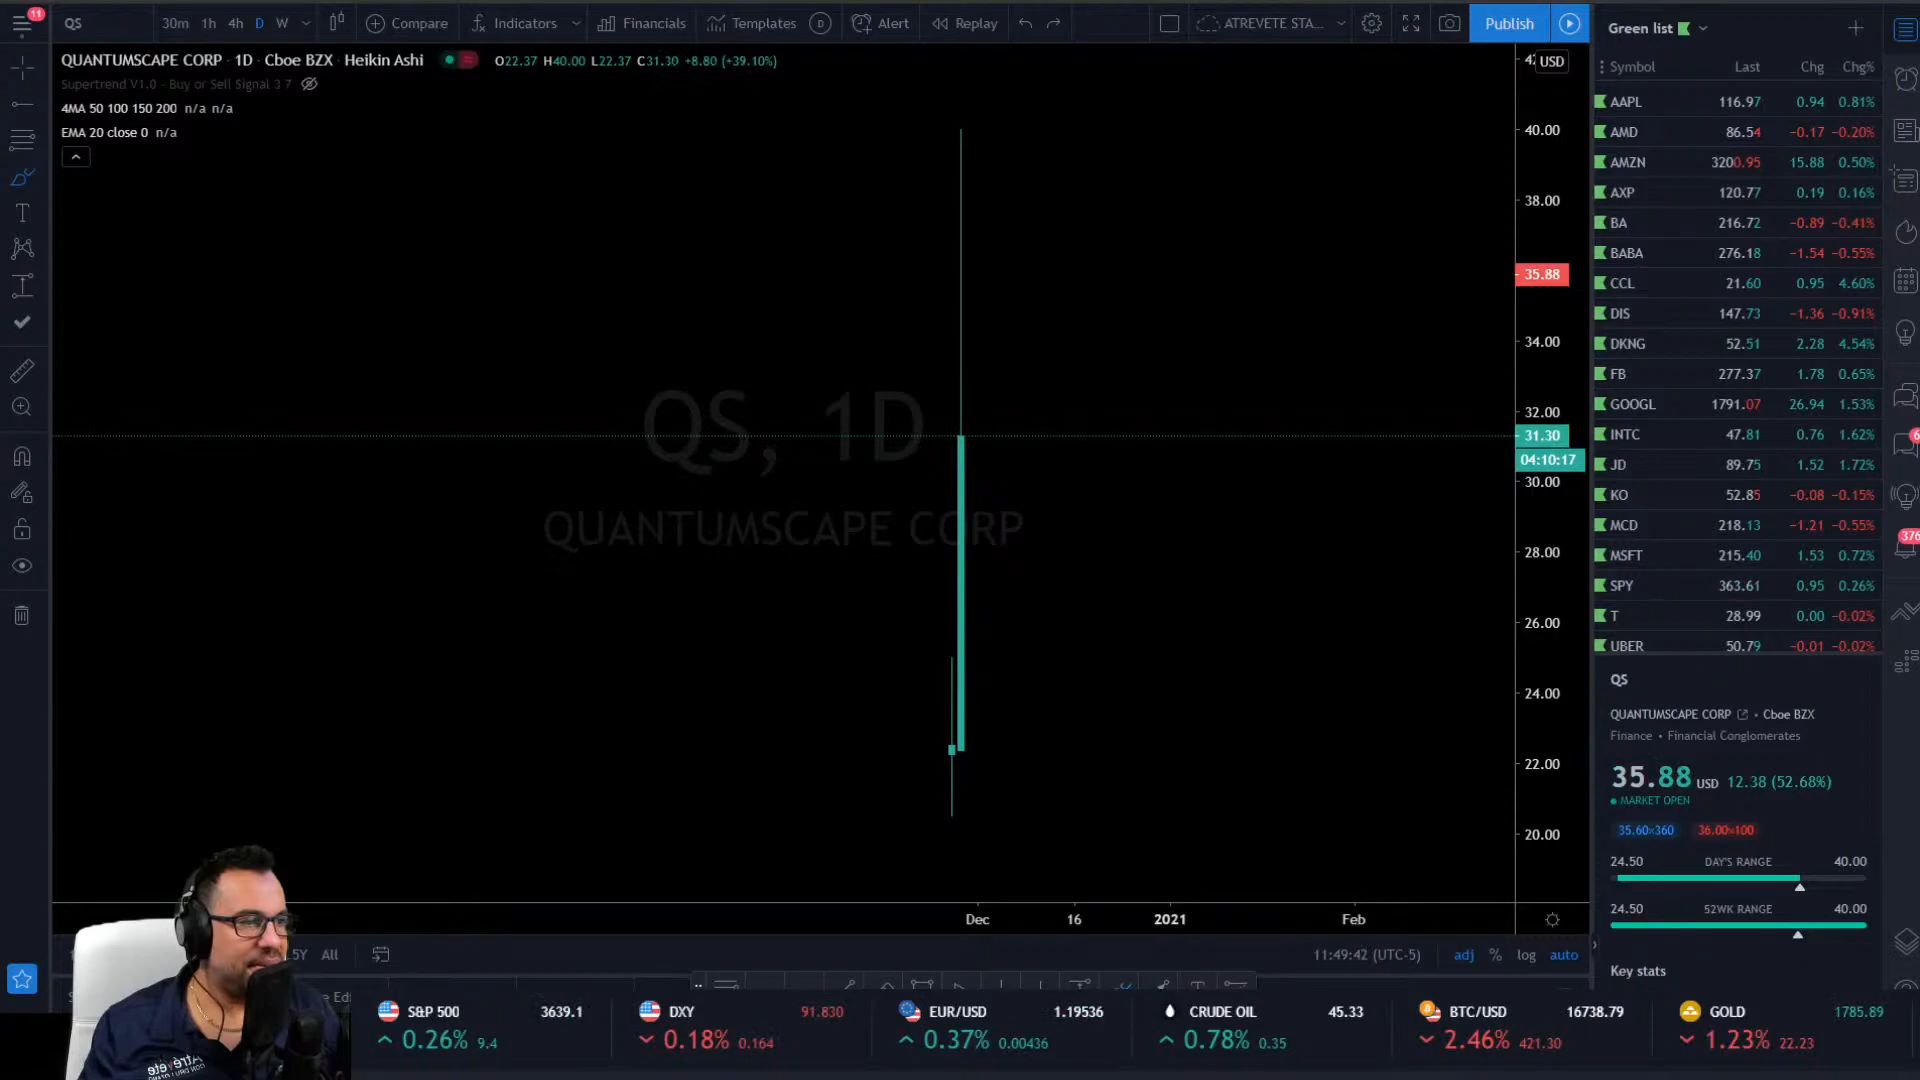 11
QS
30m 1h 4h D W
Compare
Indicators
Financials
Templates
D
Alert
Replay
ATREVETE STA...
Publish
QUANTUMSCAPE CORP · 1D · Cboe BZX · Heikin Ashi
O22.37 H40.00 L22.37 C31.30 +8.80 (+39.10%)
Supertrend V1.0 - Buy or Sell Signal 3 7
4MA 50 100 150 200 n/a n/a
EMA 20 close 0 n/a
QS, 1D
QUANTUMSCAPE CORP
USD
40.00
38.00
35.88
34.00
32.00
31.30
04:10:17
30.00
28.00
26.00
24.00
22.00
20.00
Dec 16 2021 Feb
5Y All
11:49:42 (UTC-5) adj % log auto
Green list
Symbol Last Chg Chg%
AAPL 116.97 0.94 0.81%
AMD 86.54 −0.17 −0.20%
AMZN 3200.95 15.88 0.50%
AXP 120.77 0.19 0.16%
BA 216.72 −0.89 −0.41%
BABA 276.18 −1.54 −0.55%
CCL 21.60 0.95 4.60%
DIS 147.73 −1.36 −0.91%
DKNG 52.51 2.28 4.54%
FB 277.37 1.78 0.65%
GOOGL 1791.07 26.94 1.53%
INTC 47.81 0.76 1.62%
JD 89.75 1.52 1.72%
KO 52.85 −0.08 −0.15%
MCD 218.13 −1.21 −0.55%
MSFT 215.40 1.53 0.72%
SPY 363.61 0.95 0.26%
T 28.99 0.00 −0.02%
UBER 50.79 −0.01 −0.02%
QS
QUANTUMSCAPE CORP • Cboe BZX
Finance • Financial Conglomerates
35.88 USD 12.38 (52.68%)
MARKET OPEN
35.60×360 36.00×100
24.50 DAY'S RANGE 40.00
24.50 52WK RANGE 40.00
Key stats
6
376
S&P 500 3639.1
0.26% 9.4
DXY 91.830
0.18% 0.164
EUR/USD 1.19536
0.37% 0.00436
CRUDE OIL 45.33
0.78% 0.35
BTC/USD 16738.79
2.46% 421.30
GOLD 1785.89
1.23% 22.23